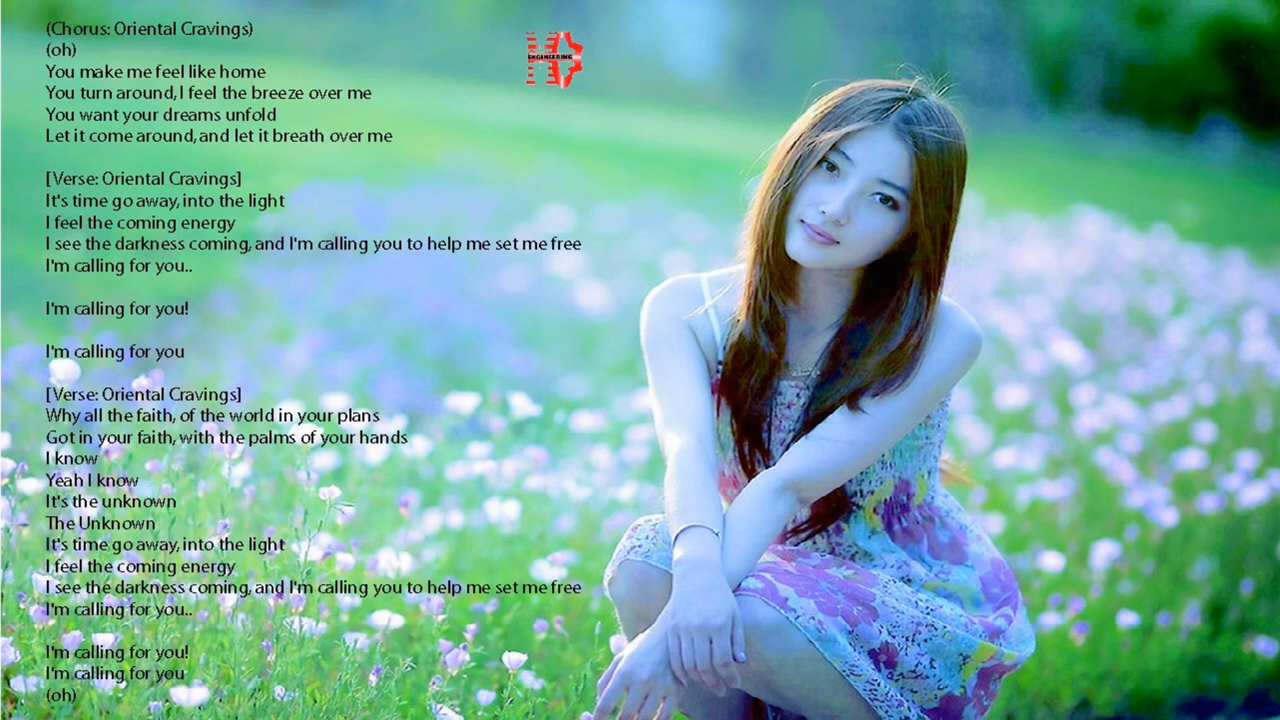 (Chorus: Oriental Cravings)
(oh)
You make me feel like home
You turn around, I feel the breeze over me
You want your dreams unfold
Let it come around, and let it breath over me
[Verse: Oriental Cravings]
It's time go away, into the light
I feel the coming energy
I see the darkness coming, and I'm calling you to help me set me free
I'm calling for you..
I'm calling for you!
I'm calling for you
[Verse: Oriental Cravings]
Why all the faith, of the world in your plans
Got in your faith, with the palms of your hands
I know
Yeah I know
It's the unknown
The Unknown
It's time go away, into the light
I feel the coming energy
I see the darkness coming, and I'm calling you to help me set me free
I'm calling for you..
I'm calling for you!
I'm calling for you
(oh)